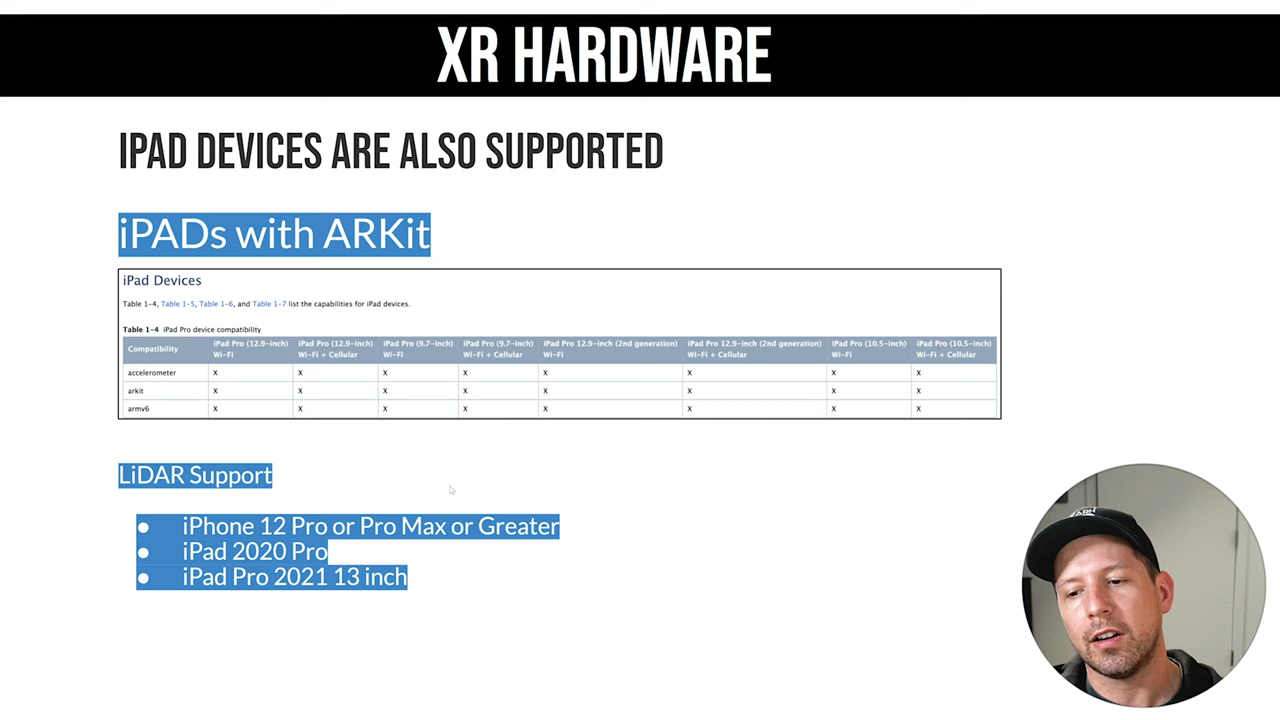 XR HARDWARE
IPAD DEVICES ARE ALSO SUPPORTED
iPADs with ARKit
iPad Devices
Table 1-4, Table 1-5, Table 1-6, and Table 1-7 list the capabilities for iPad devices.
Table 1-4 iPad Pro device compatibility
Compatibility iPad Pro (12.9-inch) Wi-Fi iPad Pro (12.9-inch) Wi-Fi + Cellular iPad Pro (9.7-inch) Wi-Fi iPad Pro (9.7-inch) Wi-Fi + Cellular iPad Pro 12.9-inch (2nd generation) Wi-Fi iPad Pro 12.9-inch (2nd generation) Wi-Fi + Cellular iPad Pro (10.5-inch) Wi-Fi iPad Pro (10.5-inch) Wi-Fi + Cellular
accelerometer X X X X X X X X
arkit X X X X X X X X
armv6 X X X X X X X X
LiDAR Support
● iPhone 12 Pro or Pro Max or Greater
● iPad 2020 Pro
● iPad Pro 2021 13 inch